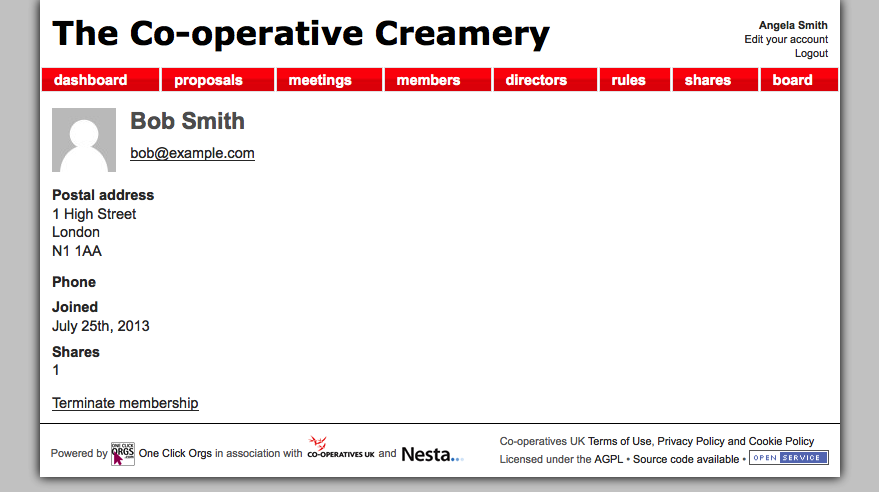 The Co-operative Creamery
Angela Smith
Edit your account
Logout
dashboard proposals meetings members directors rules shares board
Bob Smith
bob@example.com
Postal address
1 High Street
London
N1 1AA
Phone
Joined
July 25th, 2013
Shares
1
Terminate membership
Powered by ONE CLICK ORGS .com One Click Orgs in association with CO-OPERATIVES UK and Nesta...
Co-operatives UK Terms of Use, Privacy Policy and Cookie Policy
Licensed under the AGPL • Source code available • OPEN SERVICE